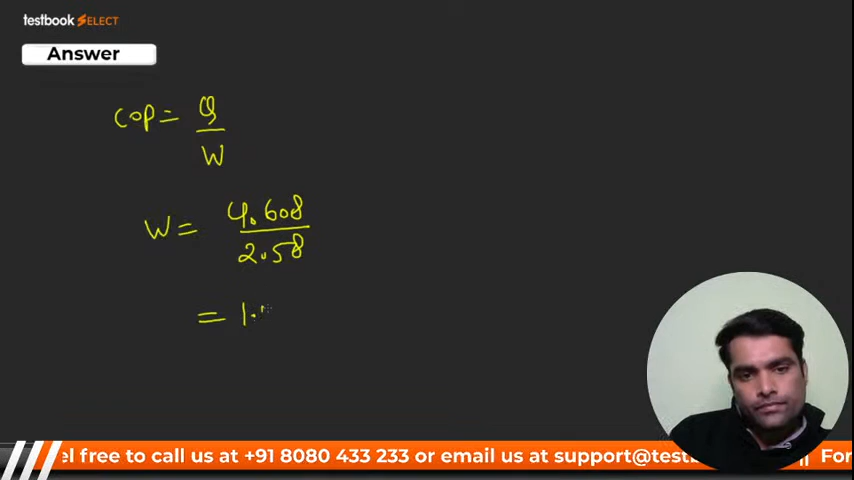 testbook SELECT
Answer
COP = Q
W
W = 4.608
2.58
= 1.
el free to call us at +91 8080 433 233 or email us at support@test || For